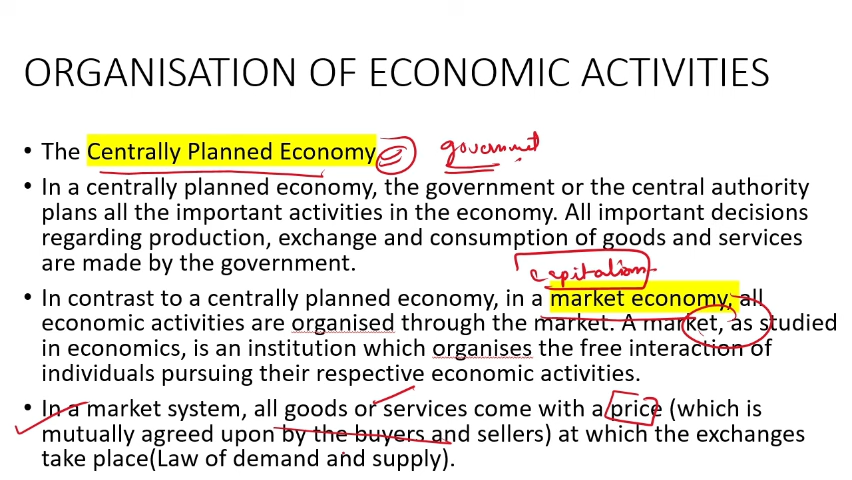 ORGANISATION OF ECONOMIC ACTIVITIES
• The Centrally Planned Economy government
• In a centrally planned economy, the government or the central authority
plans all the important activities in the economy. All important decisions
regarding production, exchange and consumption of goods and services
are made by the government.
capitalism
• In contrast to a centrally planned economy, in a market economy, all
economic activities are organised through the market. A market, as studied
in economics, is an institution which organises the free interaction of
individuals pursuing their respective economic activities.
• In a market system, all goods or services come with a price (which is
mutually agreed upon by the buyers and sellers) at which the exchanges
take place(Law of demand and supply).